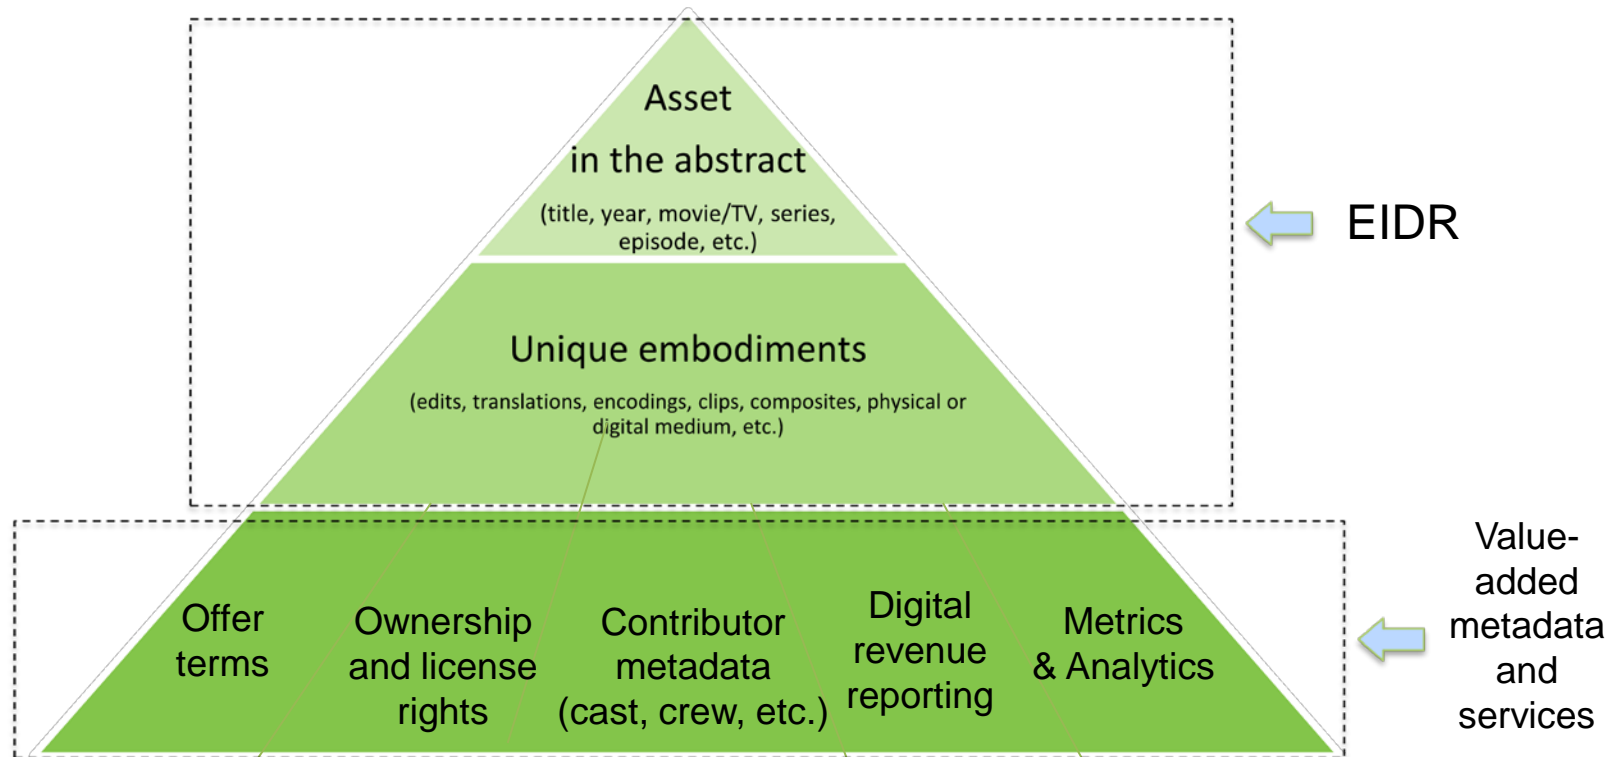 Asset
in the abstract
(title, year, movie/TV, series,
episode, etc.)
EIDR
Unique embodiments
(edits, translations, encodings, clips, composites, physical or
digital medium, etc.)
Offer
terms
Ownership
and license
rights
Contributor
metadata
(cast, crew, etc.)
Digital
revenue
reporting
Metrics
& Analytics
Value-
added
metadata
and
services